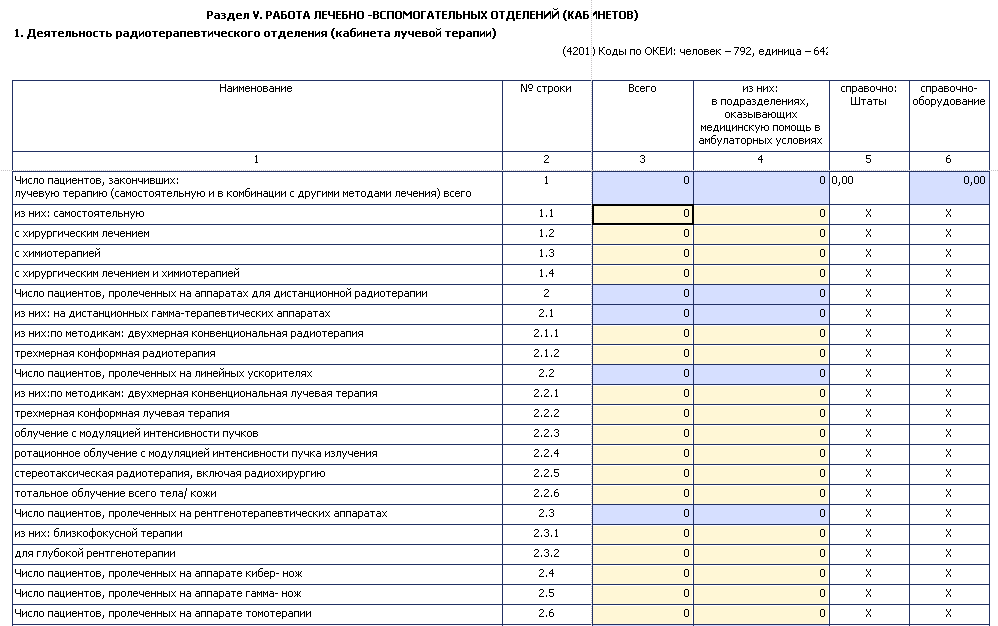 Раздел V. РАБОТА ЛЕЧЕБНО -ВСПОМОГАТЕЛЬНЫХ ОТДЕЛЕНИЙ (КАБИНЕТОВ)
1. Деятельность радиотерапевтического отделения (кабинета лучевой терапии)
(4201) Коды по ОКЕИ: человек – 792, единица – 642
Наименование № строки Всего из них: в подразделениях, оказывающих медицинскую помощь в амбулаторных условиях справочно: Штаты справочно- оборудование
1 2 3 4 5 6
Число пациентов, закончивших:
лучевую терапию (самостоятельную и в комбинации с другими методами лечения) всего 1 0 0 0,00 0,00
из них: самостоятельную 1.1 0 0 X X
с хирургическим лечением 1.2 0 0 X X
с химиотерапией 1.3 0 0 X X
с хирургическим лечением и химиотерапией 1.4 0 0 X X
Число пациентов, пролеченных на аппаратах для дистанционной радиотерапии 2 0 0 X X
из них: на дистанционных гамма-терапевтических аппаратах 2.1 0 0 X X
из них:по методикам: двухмерная конвенциональная радиотерапия 2.1.1 0 0 X X
трехмерная конформная радиотерапия 2.1.2 0 0 X X
Число пациентов, пролеченных на линейных ускорителях 2.2 0 0 X X
из них:по методикам: двухмерная конвенциональная лучевая терапия 2.2.1 0 0 X X
трехмерная конформная лучевая терапия 2.2.2 0 0 X X
облучение с модуляцией интенсивности пучков 2.2.3 0 0 X X
ротационное облучение с модуляцией интенсивности пучка излучения 2.2.4 0 0 X X
стереотаксическая радиотерапия, включая радиохирургию 2.2.5 0 0 X X
тотальное облучение всего тела/ кожи 2.2.6 0 0 X X
Число пациентов, пролеченных на рентгенотерапевтических аппаратах 2.3 0 0 X X
из них: близкофокусной терапии 2.3.1 0 0 X X
для глубокой рентгенотерапии 2.3.2 0 0 X X
Число пациентов, пролеченных на аппарате кибер- нож 2.4 0 0 X X
Число пациентов, пролеченных на аппарате гамма- нож 2.5 0 0 X X
Число пациентов, пролеченных на аппарате томотерапии 2.6 0 0 X X